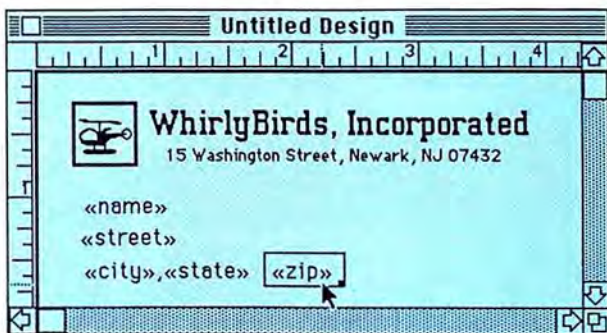 Untitled Design
1 2 3 4
WhirlyBirds, Incorporated
15 Washington Street, Newark, NJ 07432
1
«name»
«street»
«city»,«state» «zip»